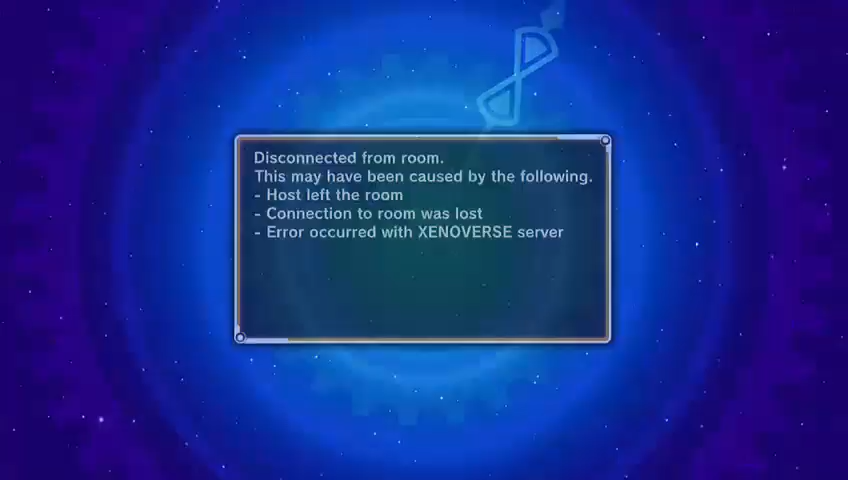 Disconnected from room.
This may have been caused by the following.
- Host left the room
- Connection to room was lost
- Error occurred with XENOVERSE server